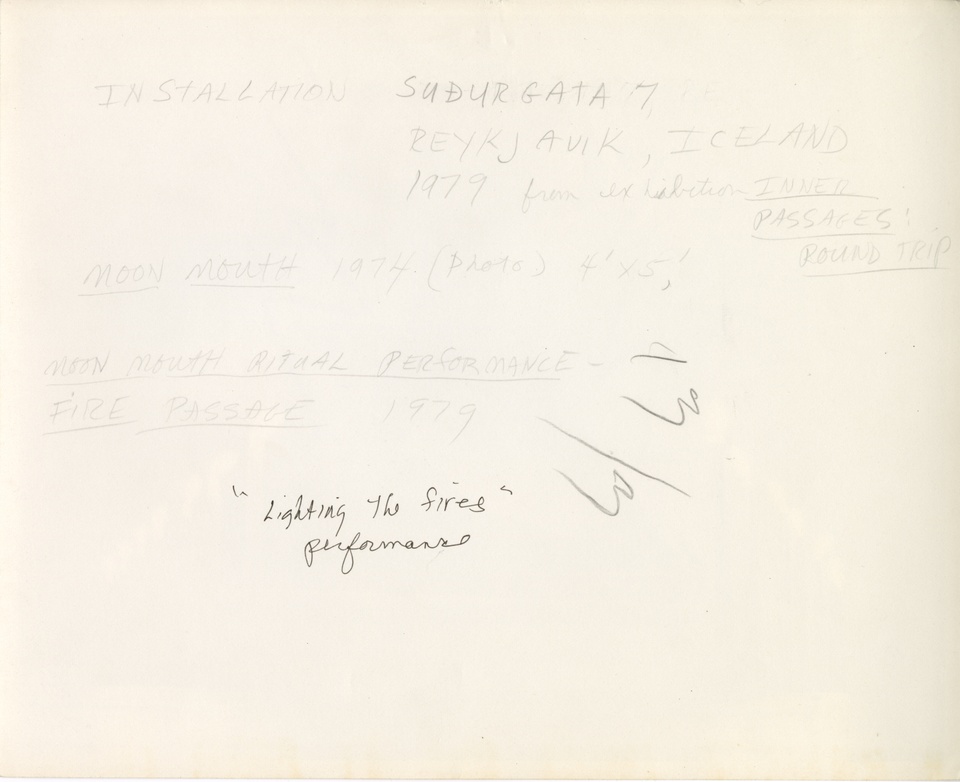 INSTALLATION SUDURGATA 7
REYKJAVIK, ICELAND
1979 from exhibition INNER
PASSAGES:
ROUND TRIP
MOON MOUTH 1974 (Photo) 4' X 5'
MOON MOUTH RITUAL PERFORMANCE -
FIRE PASSAGE 1979
"Lighting the fires"
performance